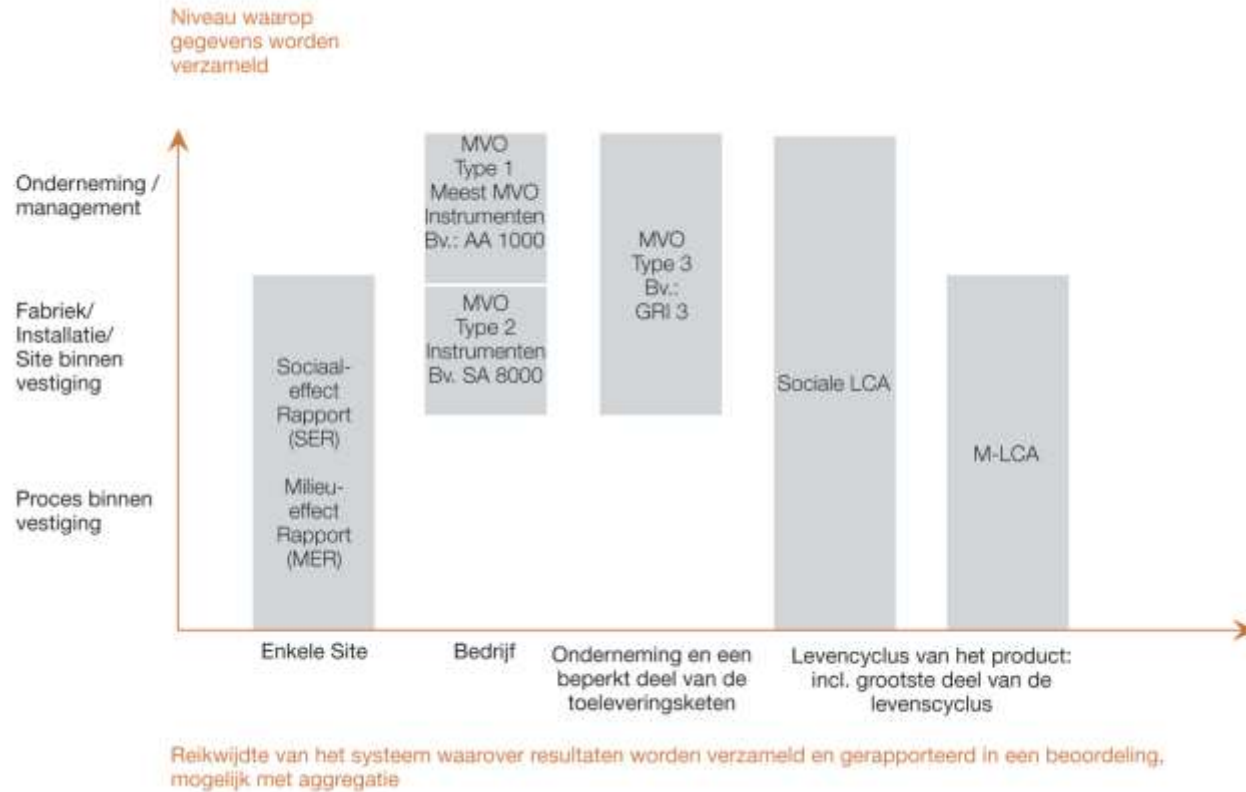 Niveau waarop
gegevens worden
verzameld
Onderneming /
management
Fabriek/
Installatie/
Site binnen
vestiging
Proces binnen
vestiging
Sociaal-
effect
Rapport
(SER)
Milieu-
effect
Rapport
(MER)
MVO
Type 1
Meest MVO
Instrumenten
Bv.: AA 1000
MVO
Type 2
Instrumenten
Bv. SA 8000
MVO
Type 3
Bv.:
GRI 3
Sociale LCA
M-LCA
Enkele Site
Bedrijf
Onderneming en een
beperkt deel van de
toeleveringsketen
Levencyclus van het product:
incl. grootste deel van de
levenscyclus
Reikwijdte van het systeem waarover resultaten worden verzameld en gerapporteerd in een beoordeling,
mogelijk met aggregatie